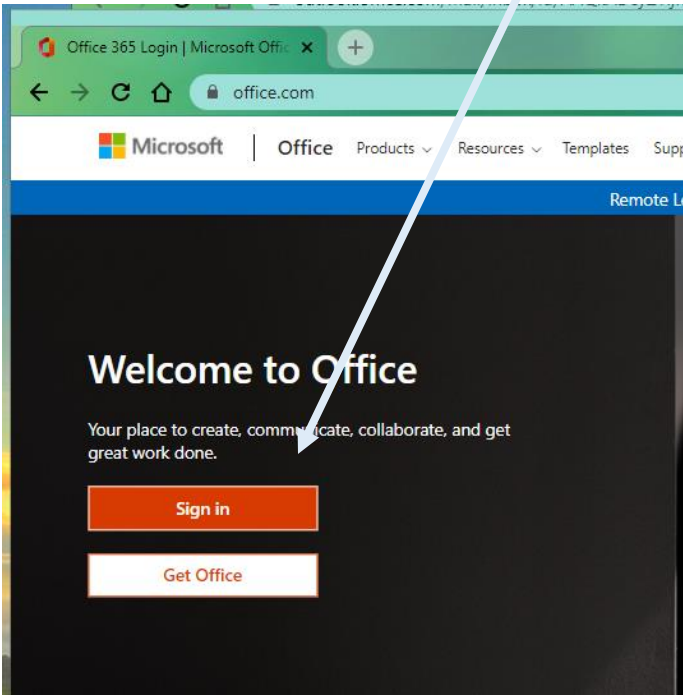 Office 365 Login | Microsoft Offic
office.com
Microsoft | Office Products Resources Templates Supp
Remote L
Welcome to Office
Your place to create, communicate, collaborate, and get
great work done.
Sign in
Get Office